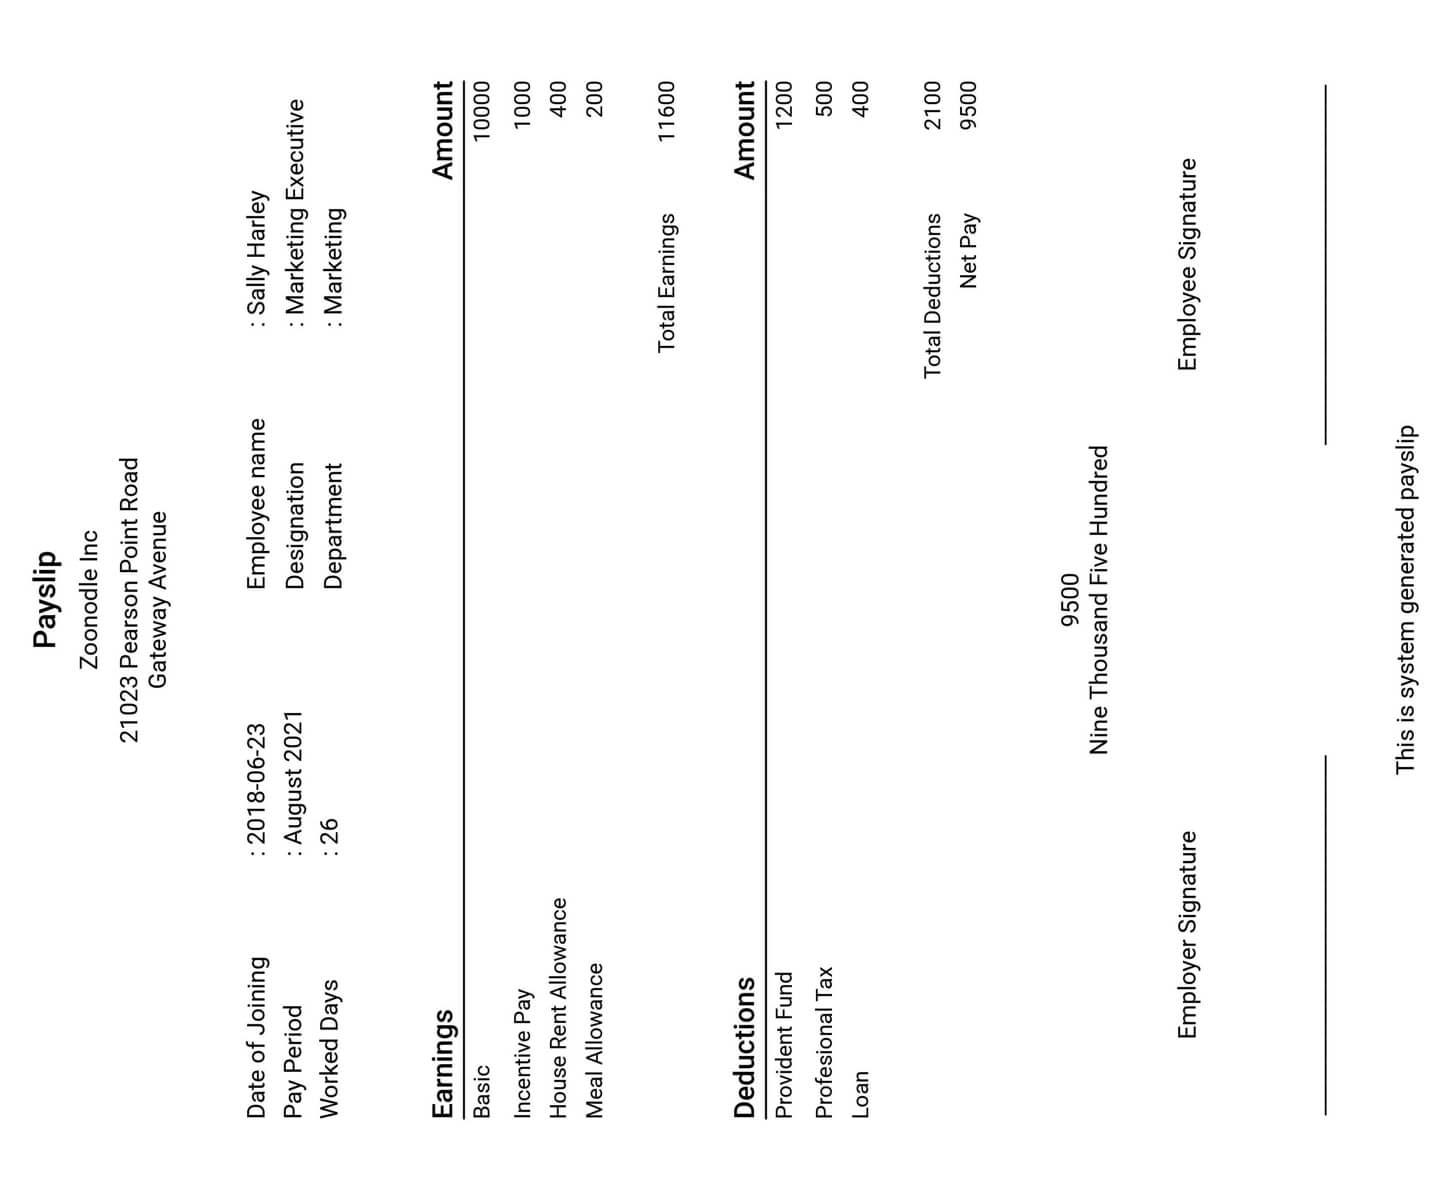 Payslip
Zoonodle Inc
21023 Pearson Point Road
Gateway Avenue
Date of Joining : 2018-06-23 Employee name : Sally Harley
Pay Period : August 2021 Designation : Marketing Executive
Worked Days : 26 Department : Marketing
Earnings Amount
Basic 10000
Incentive Pay 1000
House Rent Allowance 400
Meal Allowance 200
Total Earnings 11600
Deductions Amount
Provident Fund 1200
Profesional Tax 500
Loan 400
Total Deductions 2100
Net Pay 9500
9500
Nine Thousand Five Hundred
Employer Signature Employee Signature
This is system generated payslip